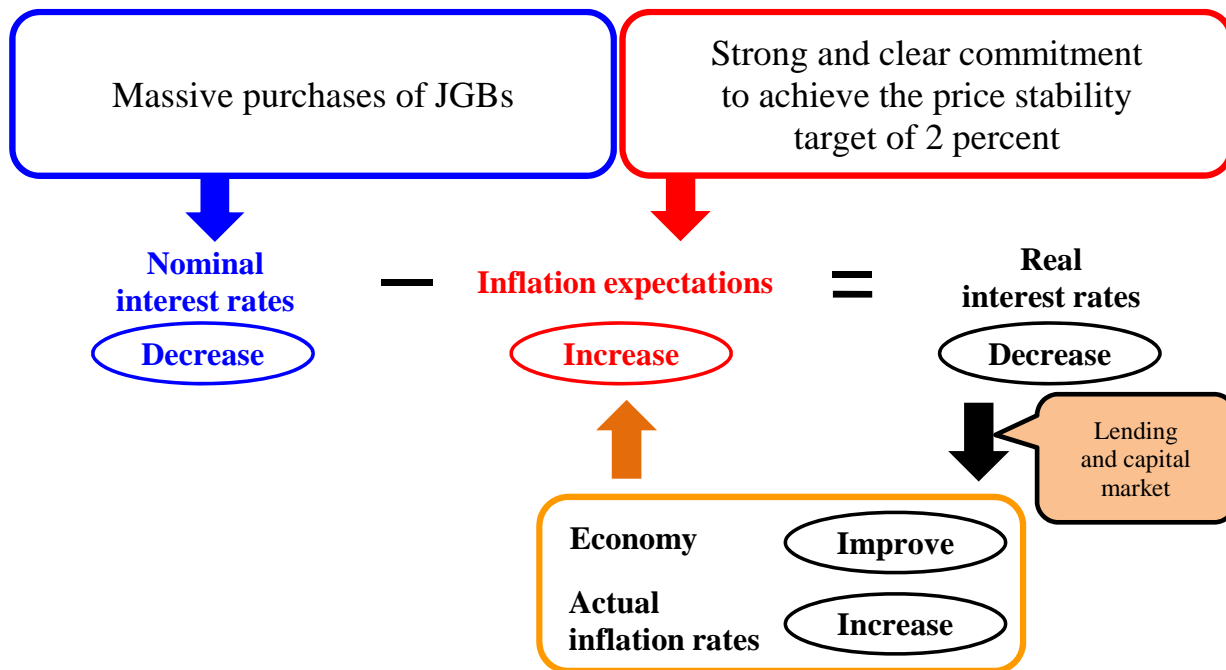 Massive purchases of JGBs
Strong and clear commitment
to achieve the price stability
target of 2 percent
Nominal
interest rates
Decrease
−
Inflation expectations
Increase
=
Real
interest rates
Decrease
Lending
and capital
market
Economy
Improve
Actual
inflation rates
Increase